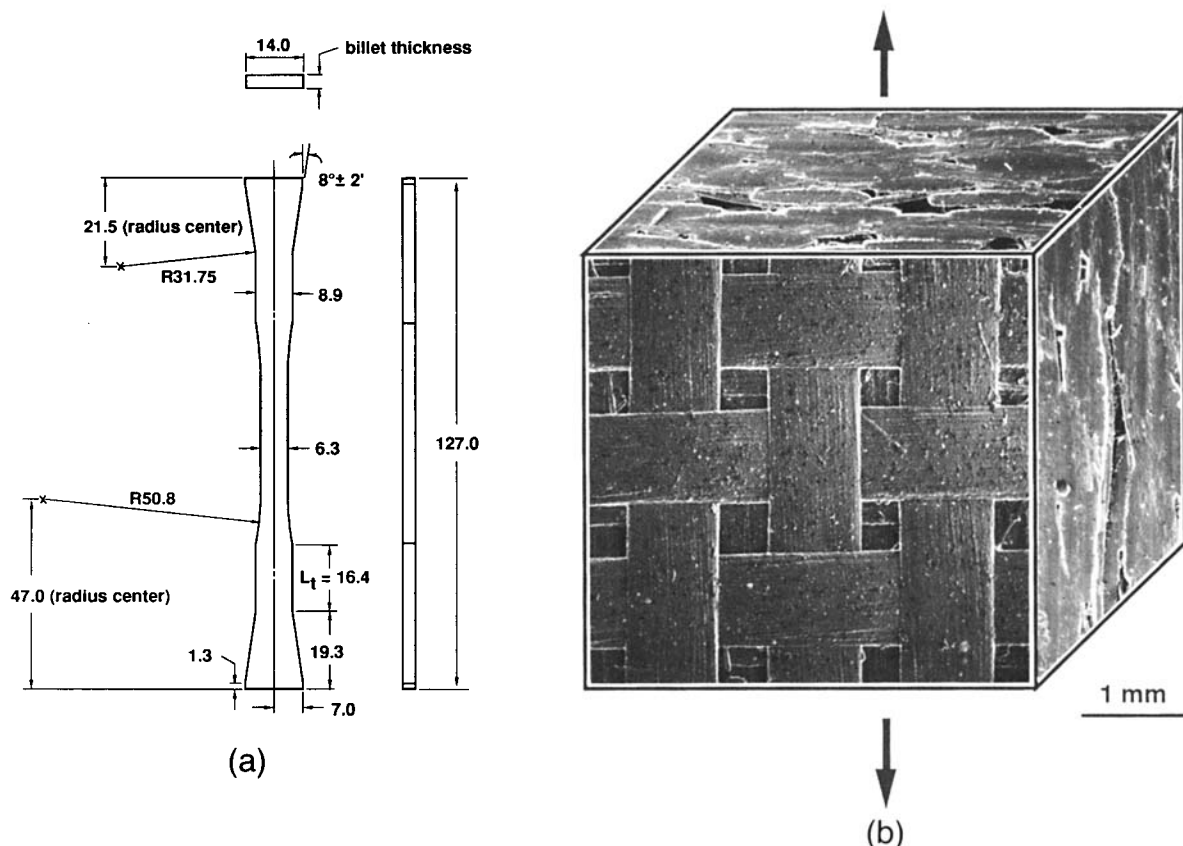 14.0
billet thickness
8°± 2'
21.5 (radius center)
R31.75
8.9
127.0
6.3
R50.8
Lt = 16.4
47.0 (radius center)
1.3
19.3
7.0
(a)
1 mm
(b)